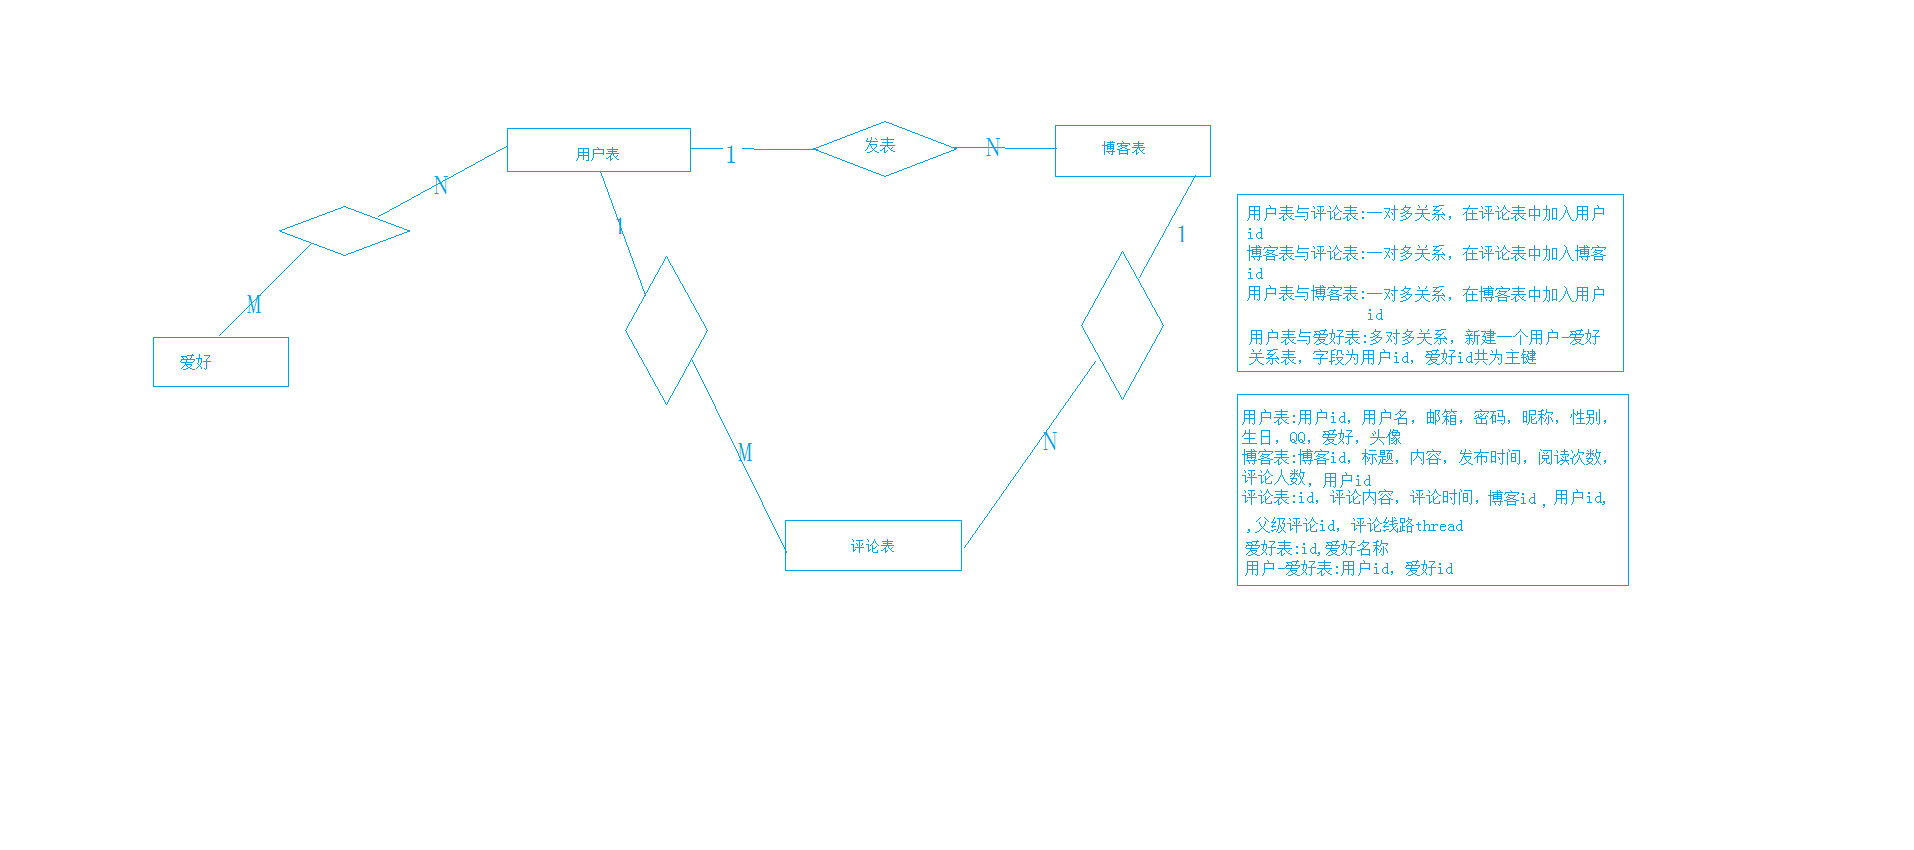 用户表
1
发表
N
博客表
N
M
爱好
1
M
1
N
评论表
用户表与评论表:一对多关系，在评论表中加入用户
id
博客表与评论表:一对多关系，在评论表中加入博客
id
用户表与博客表:一对多关系，在博客表中加入用户
id
用户表与爱好表:多对多关系，新建一个用户-爱好
关系表，字段为用户id，爱好id共为主键
用户表:用户id，用户名，邮箱，密码，昵称，性别，
生日，QQ，爱好，头像
博客表:博客id，标题，内容，发布时间，阅读次数，
评论人数，用户id
评论表:id，评论内容，评论时间，博客id，用户id,
,父级评论id，评论线路thread
爱好表:id,爱好名称
用户-爱好表:用户id，爱好id